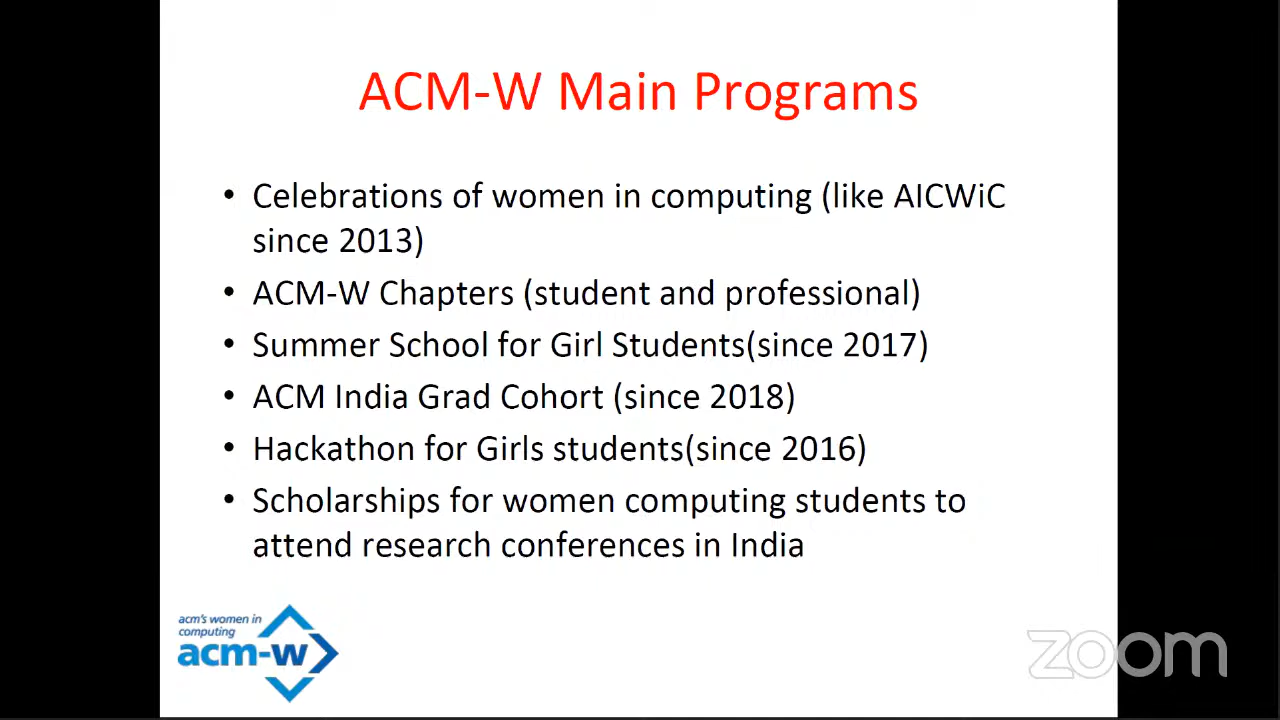 ACM-W Main Programs
• Celebrations of women in computing (like AICWiC
since 2013)
• ACM-W Chapters (student and professional)
• Summer School for Girl Students(since 2017)
• ACM India Grad Cohort (since 2018)
• Hackathon for Girls students(since 2016)
• Scholarships for women computing students to
attend research conferences in India
acm's women in
computing
acm-w
zoom